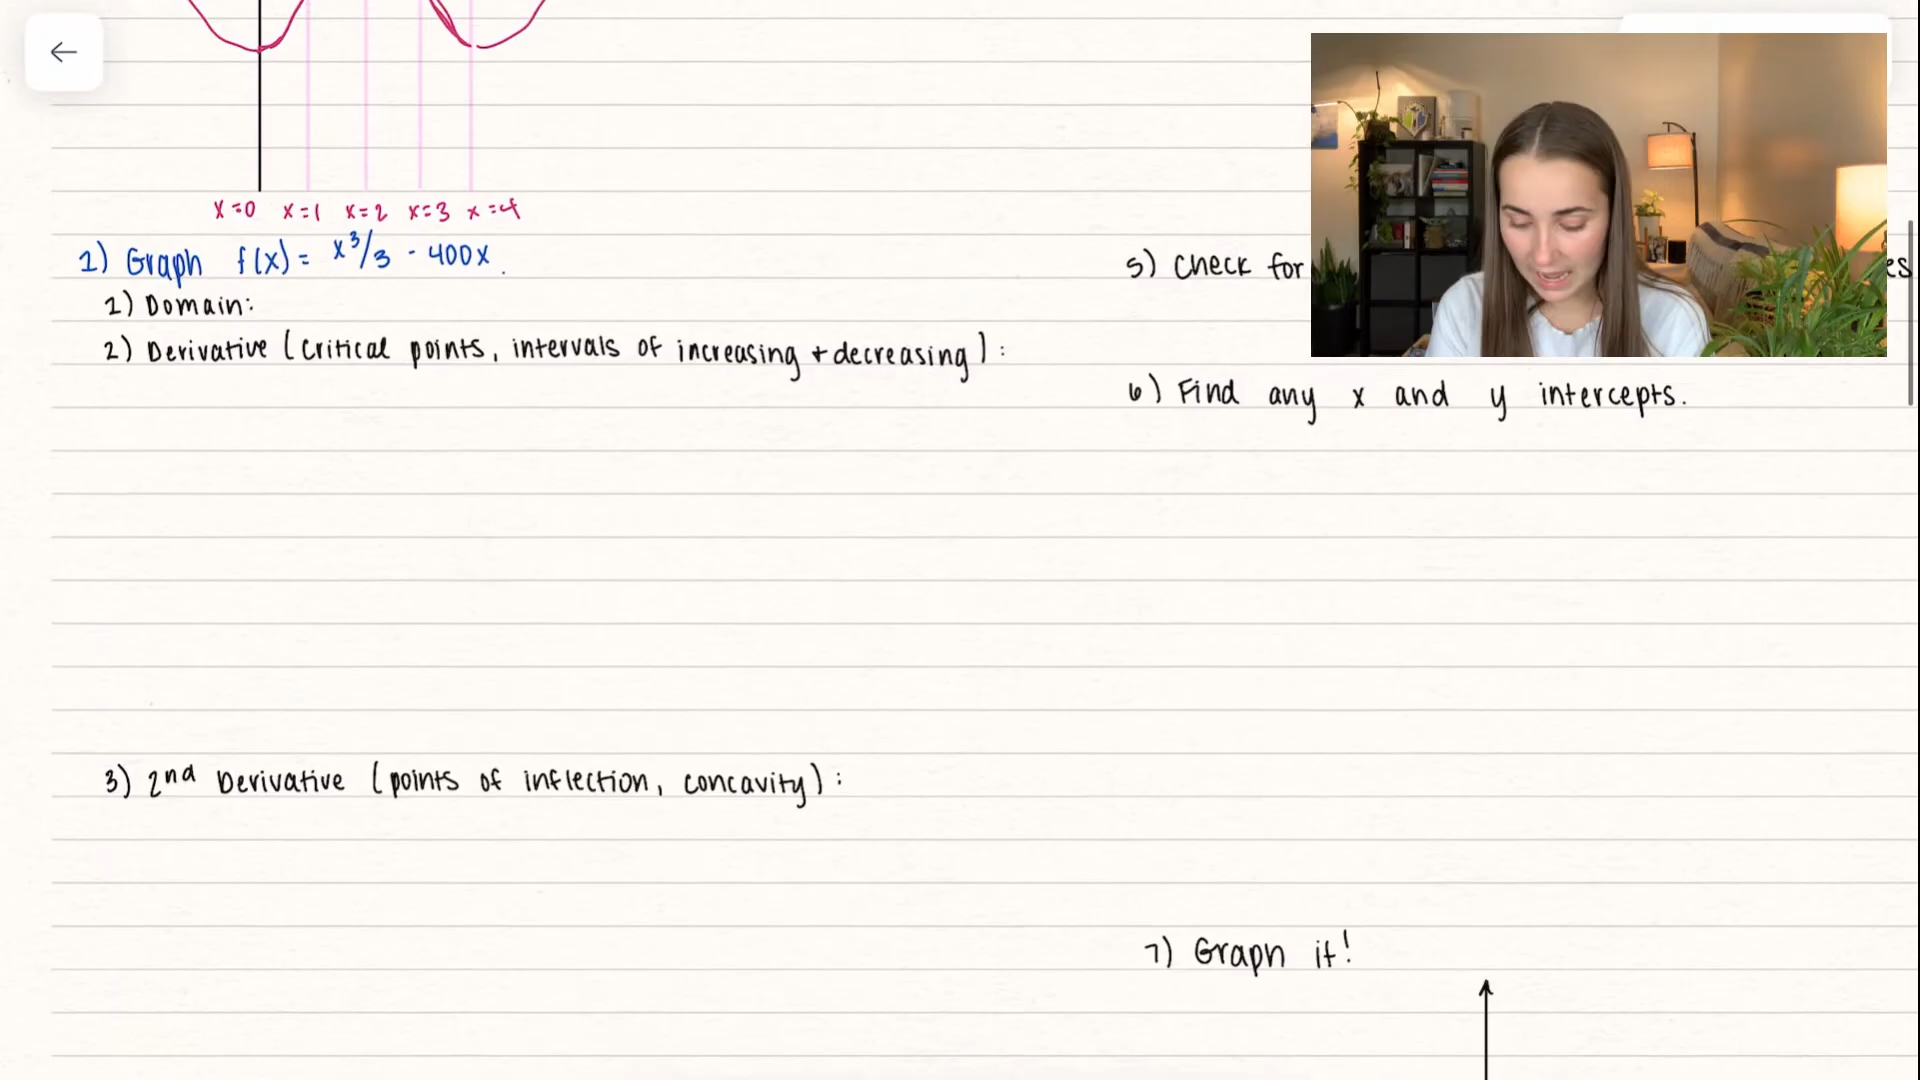 x=0 x=1 x=2 x=3 x=4
1) Graph f(x) = x³/3 - 400x.
1) Domain:
2) Derivative (critical points, intervals of increasing + decreasing):
3) 2nd Derivative (points of inflection, concavity):
5) Check for es
6) Find any x and y intercepts.
7) Graph it!